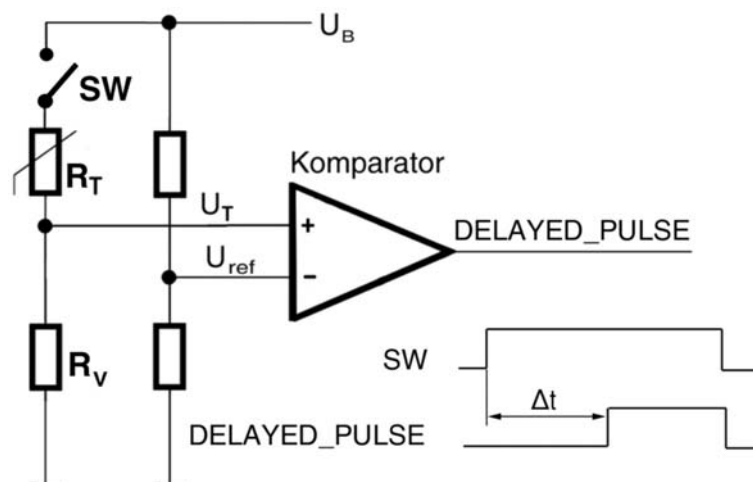 U_B
SW
R_T
Komparator
U_T
+
DELAYED_PULSE
U_ref
−
R_V
SW
Δt
DELAYED_PULSE